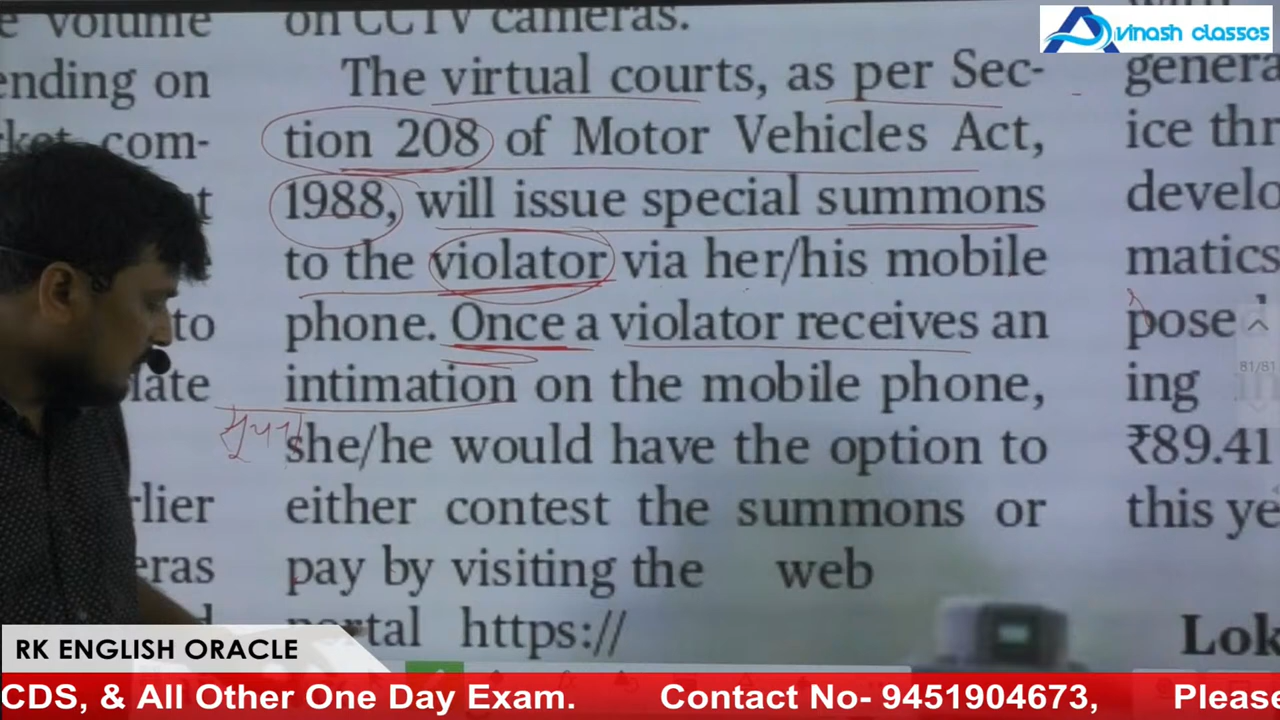 e volume
ending on
com-
to
late
rlier
eras
on CCTV cameras.
The virtual courts, as per Sec-
tion 208 of Motor Vehicles Act,
1988, will issue special summons
to the violator via her/his mobile
phone. Once a violator receives an
intimation on the mobile phone,
she/he would have the option to
either contest the summons or
pay by visiting the web
portal https://
genera
ice thr
develo
matics
pose
ing
₹89.41
this ye
Lok
vinash classes
81/81
RK ENGLISH ORACLE
CDS, & All Other One Day Exam. Contact No- 9451904673, Please